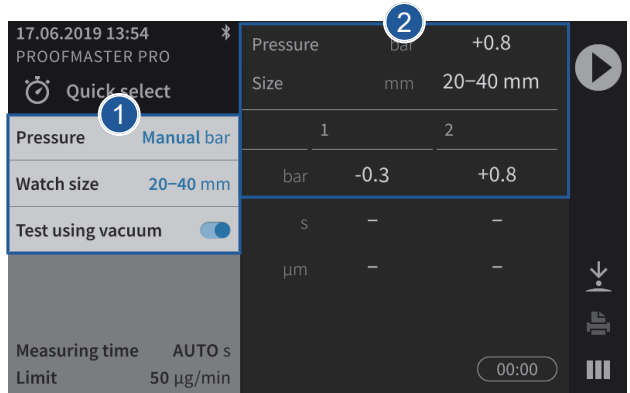 17.06.2019 13:54
PROOFMASTER PRO
Quick select
1
Pressure Manual bar
Watch size 20–40 mm
Test using vacuum
Measuring time AUTO s
Limit 50 µg/min
2
Pressure bar +0.8
Size mm 20–40 mm
1 2
bar -0.3 +0.8
s – –
µm – –
00:00